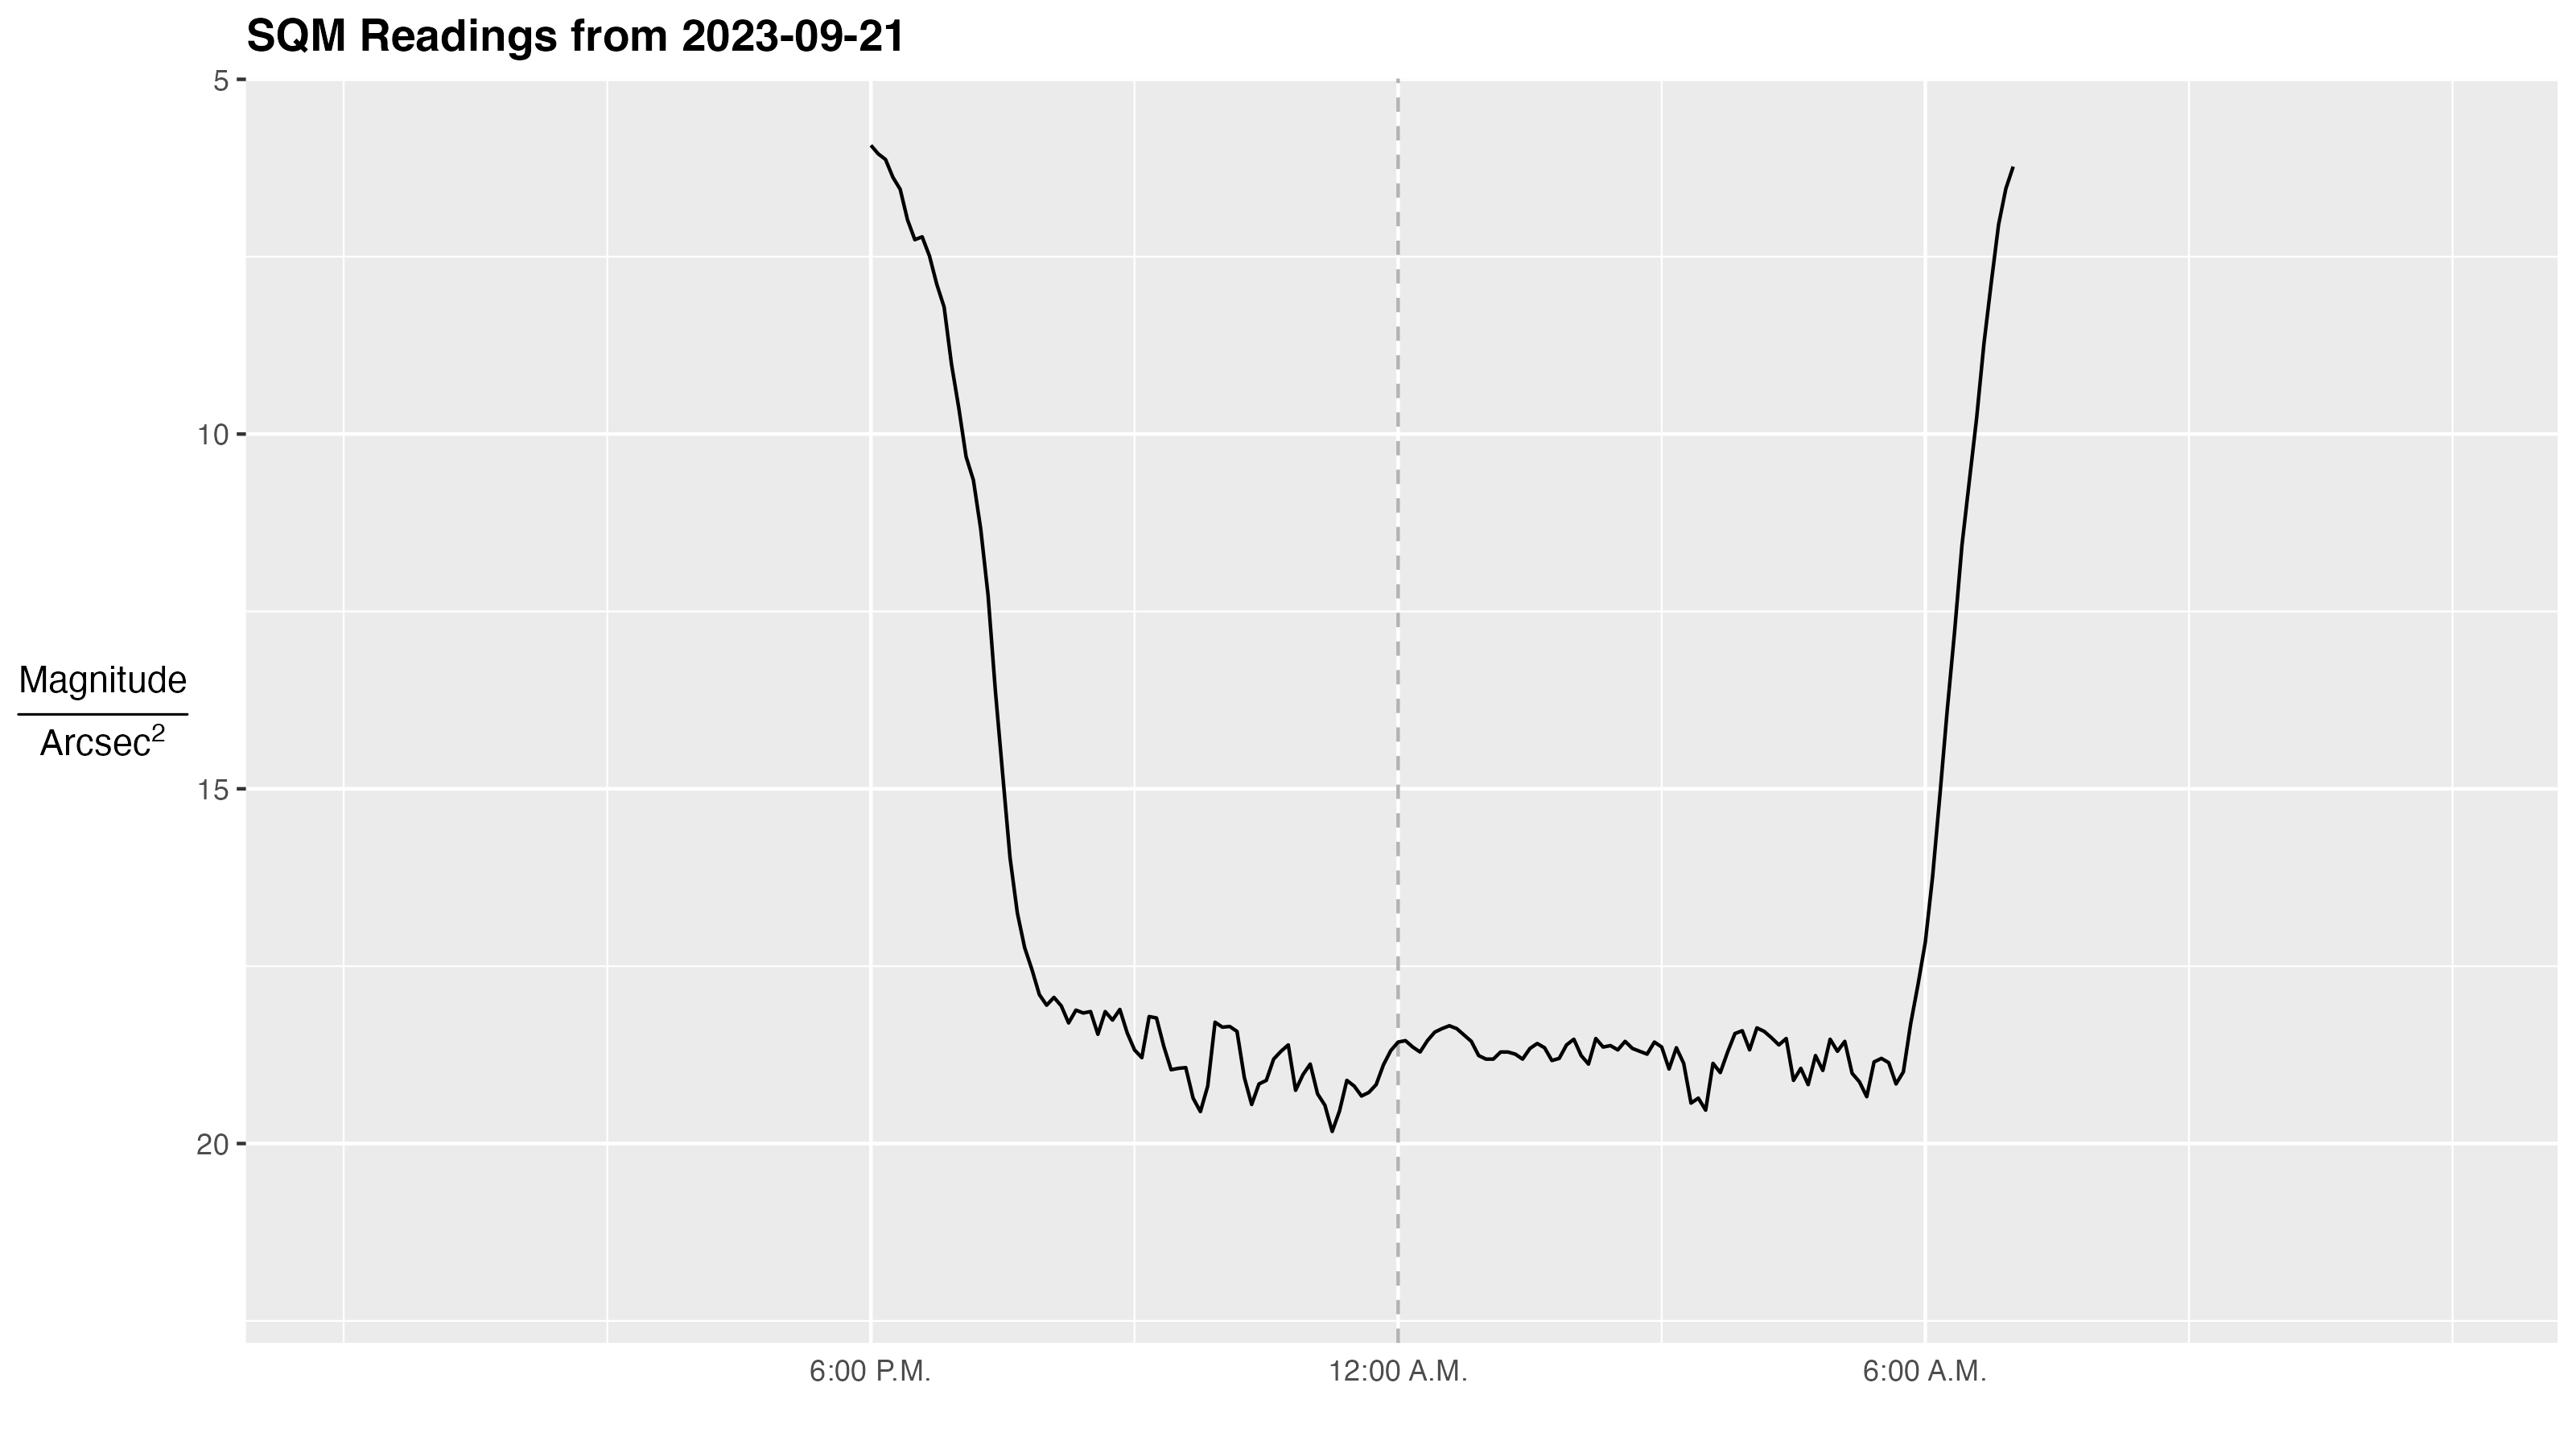 SQM Readings from 2023-09-21
5
10
15
20
Magnitude
Arcsec²
6:00 P.M.
12:00 A.M.
6:00 A.M.